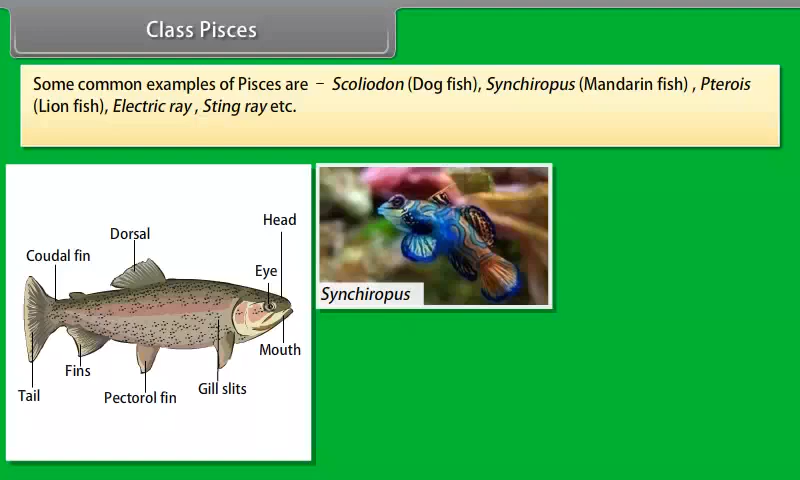 Class Pisces
Some common examples of Pisces are – Scoliodon (Dog fish), Synchiropus (Mandarin fish) , Pterois
(Lion fish), Electric ray , Sting ray etc.
Head
Dorsal
Coudal fin
Eye
Mouth
Fins
Gill slits
Tail
Pectorol fin
Synchiropus